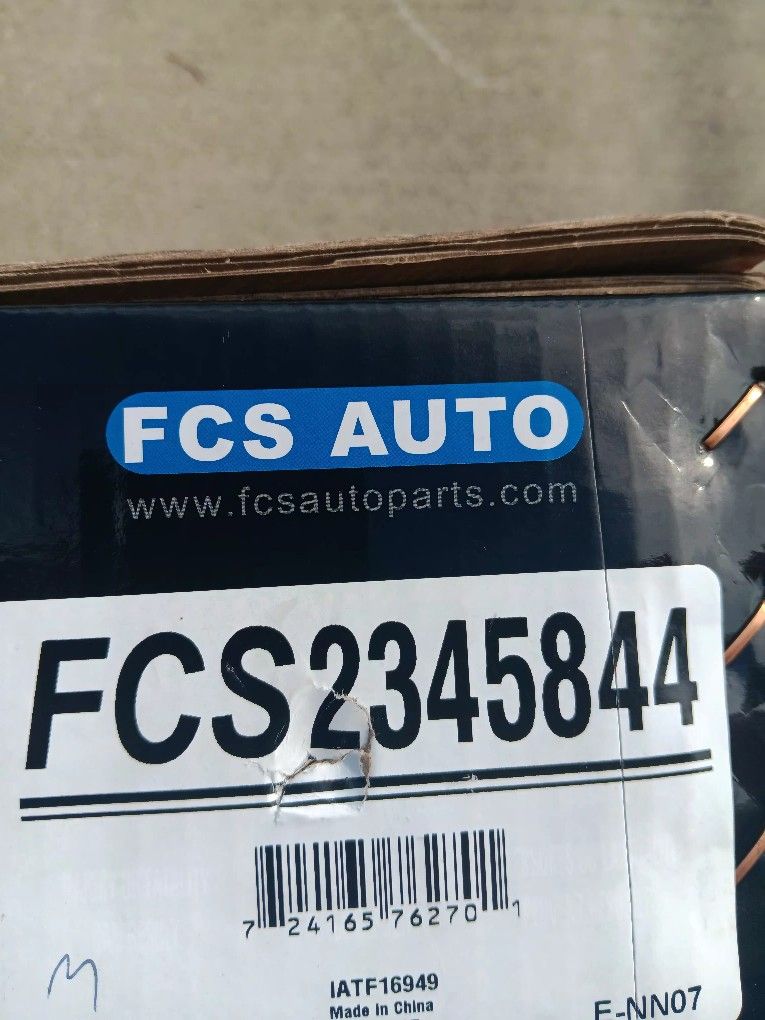 FCS AUTO
www.fcsautoparts.com
FCS2345844
7 24165 76270 1
M
IATF16949
Made in China
E-NN07